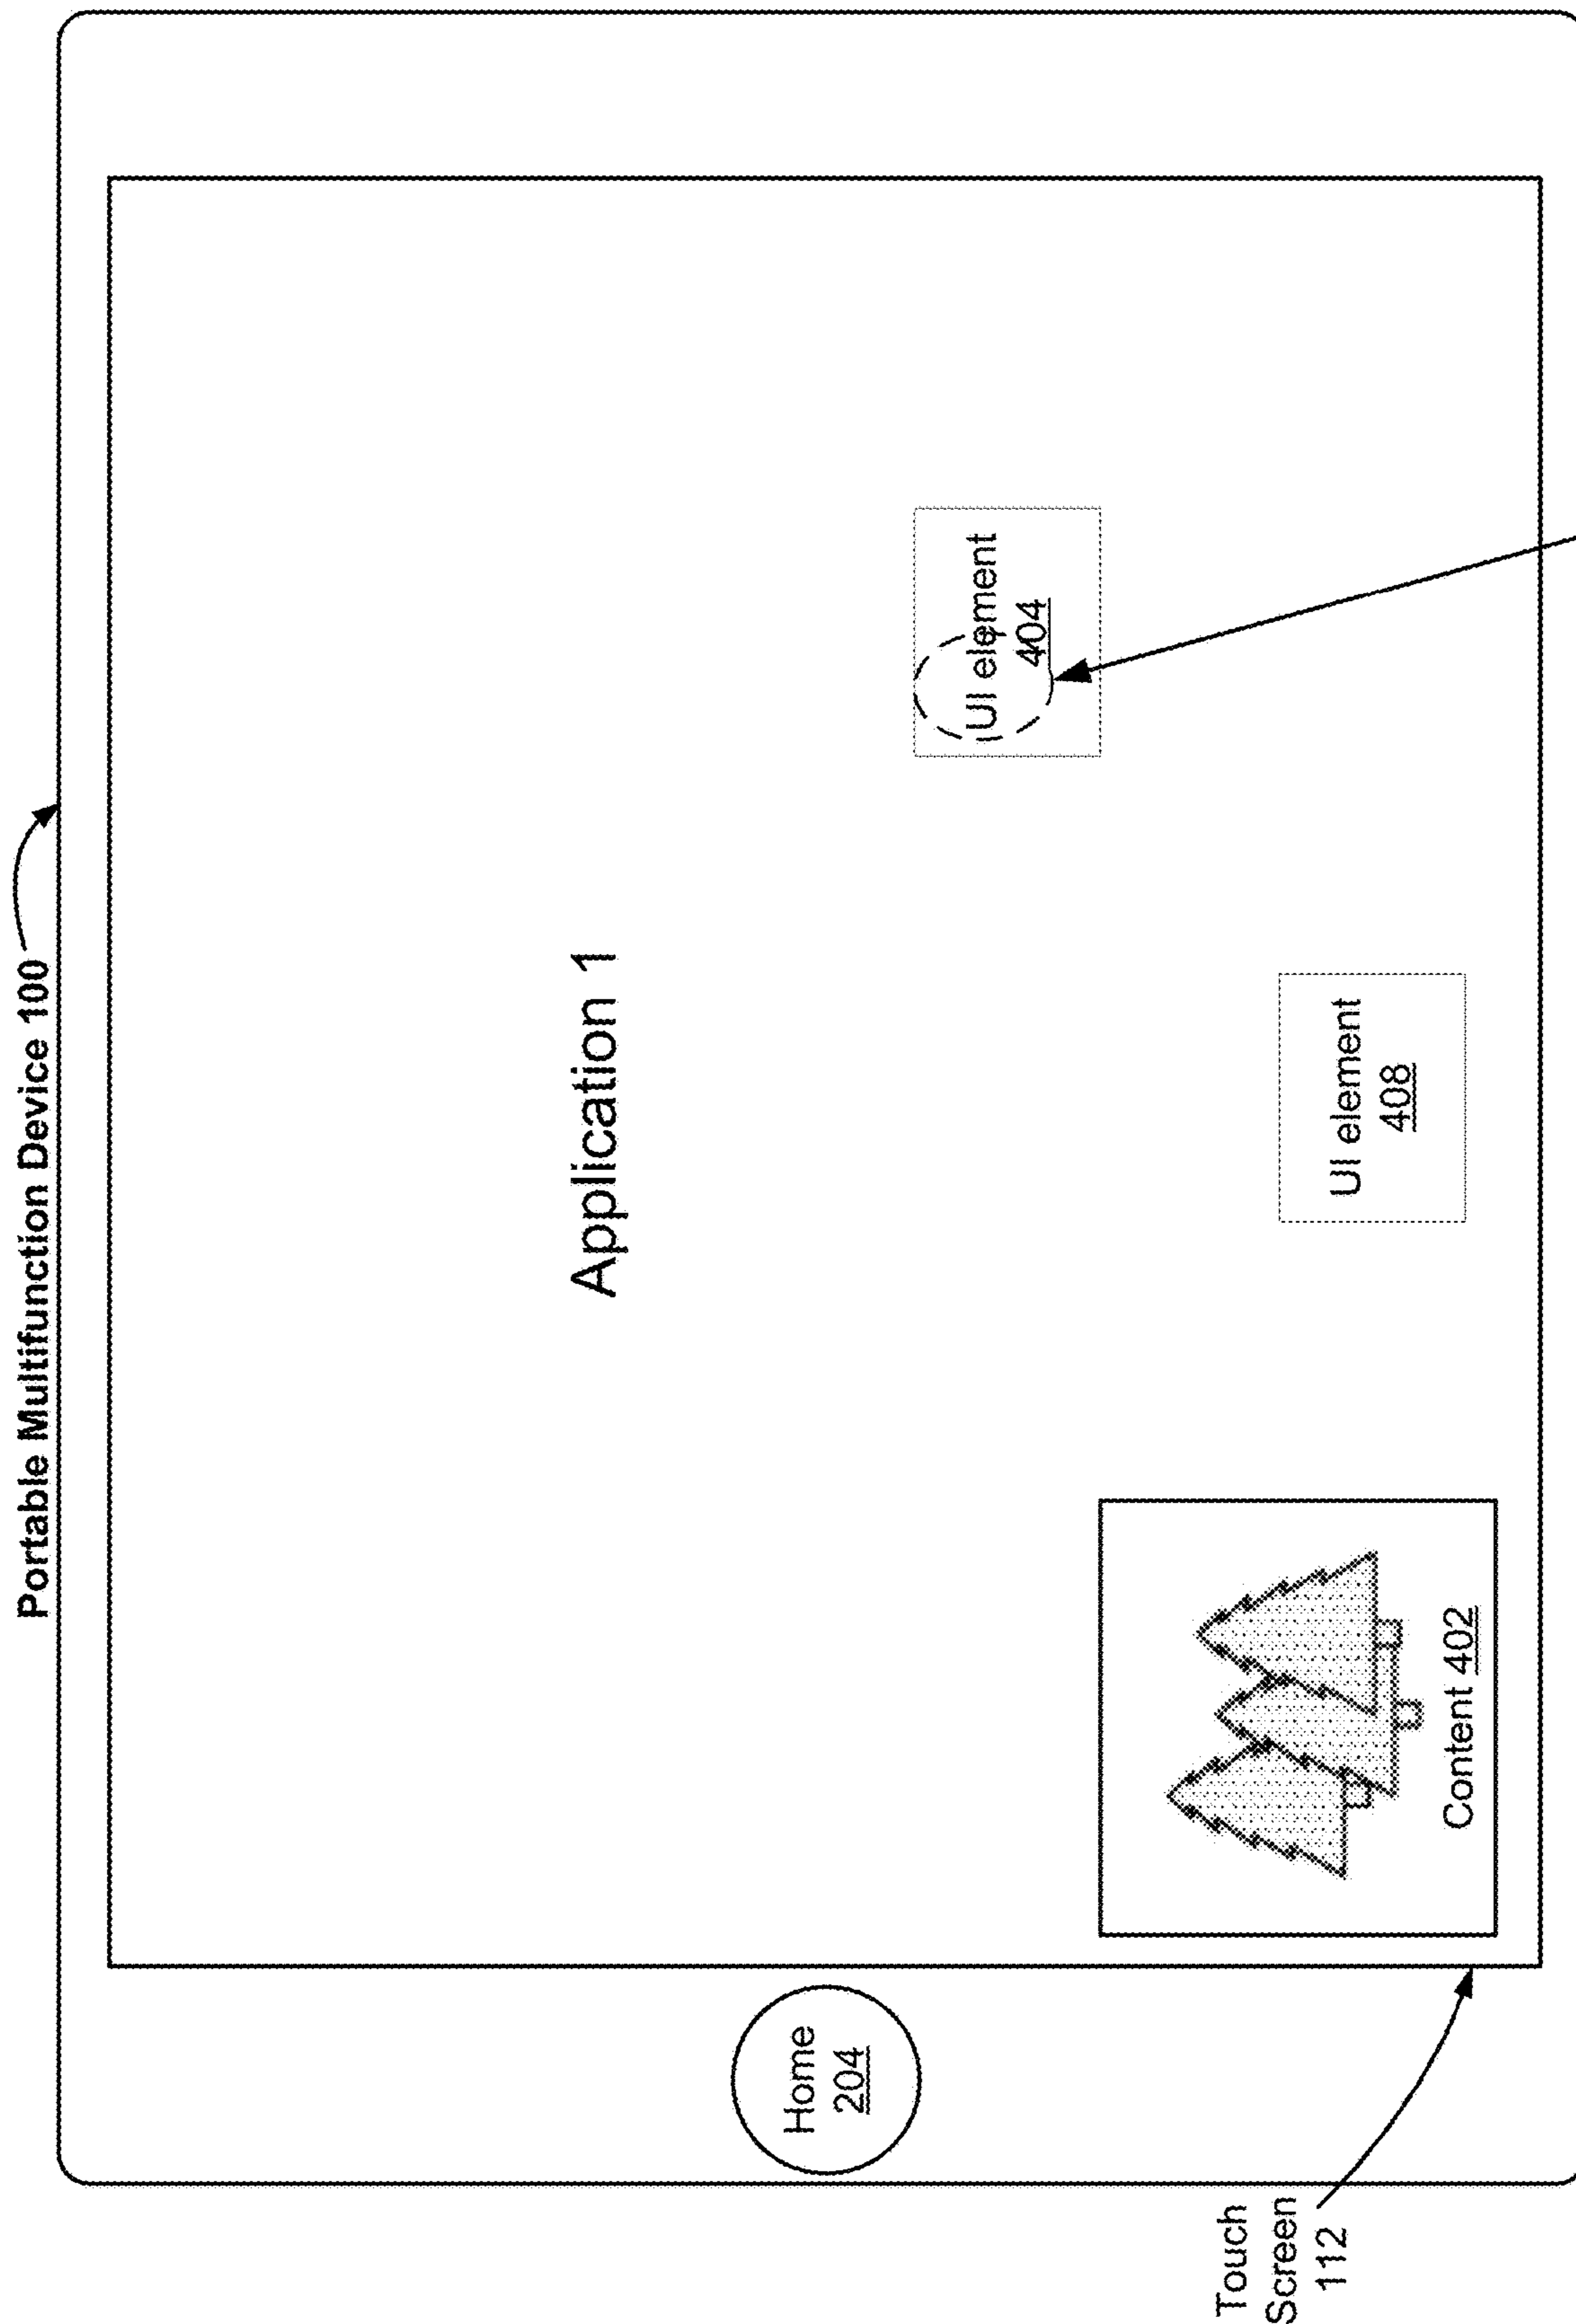 Portable Multifunction Device 100
Application 1
UI element
404
UI element
408
Content 402
Home
204
Touch
Screen
112